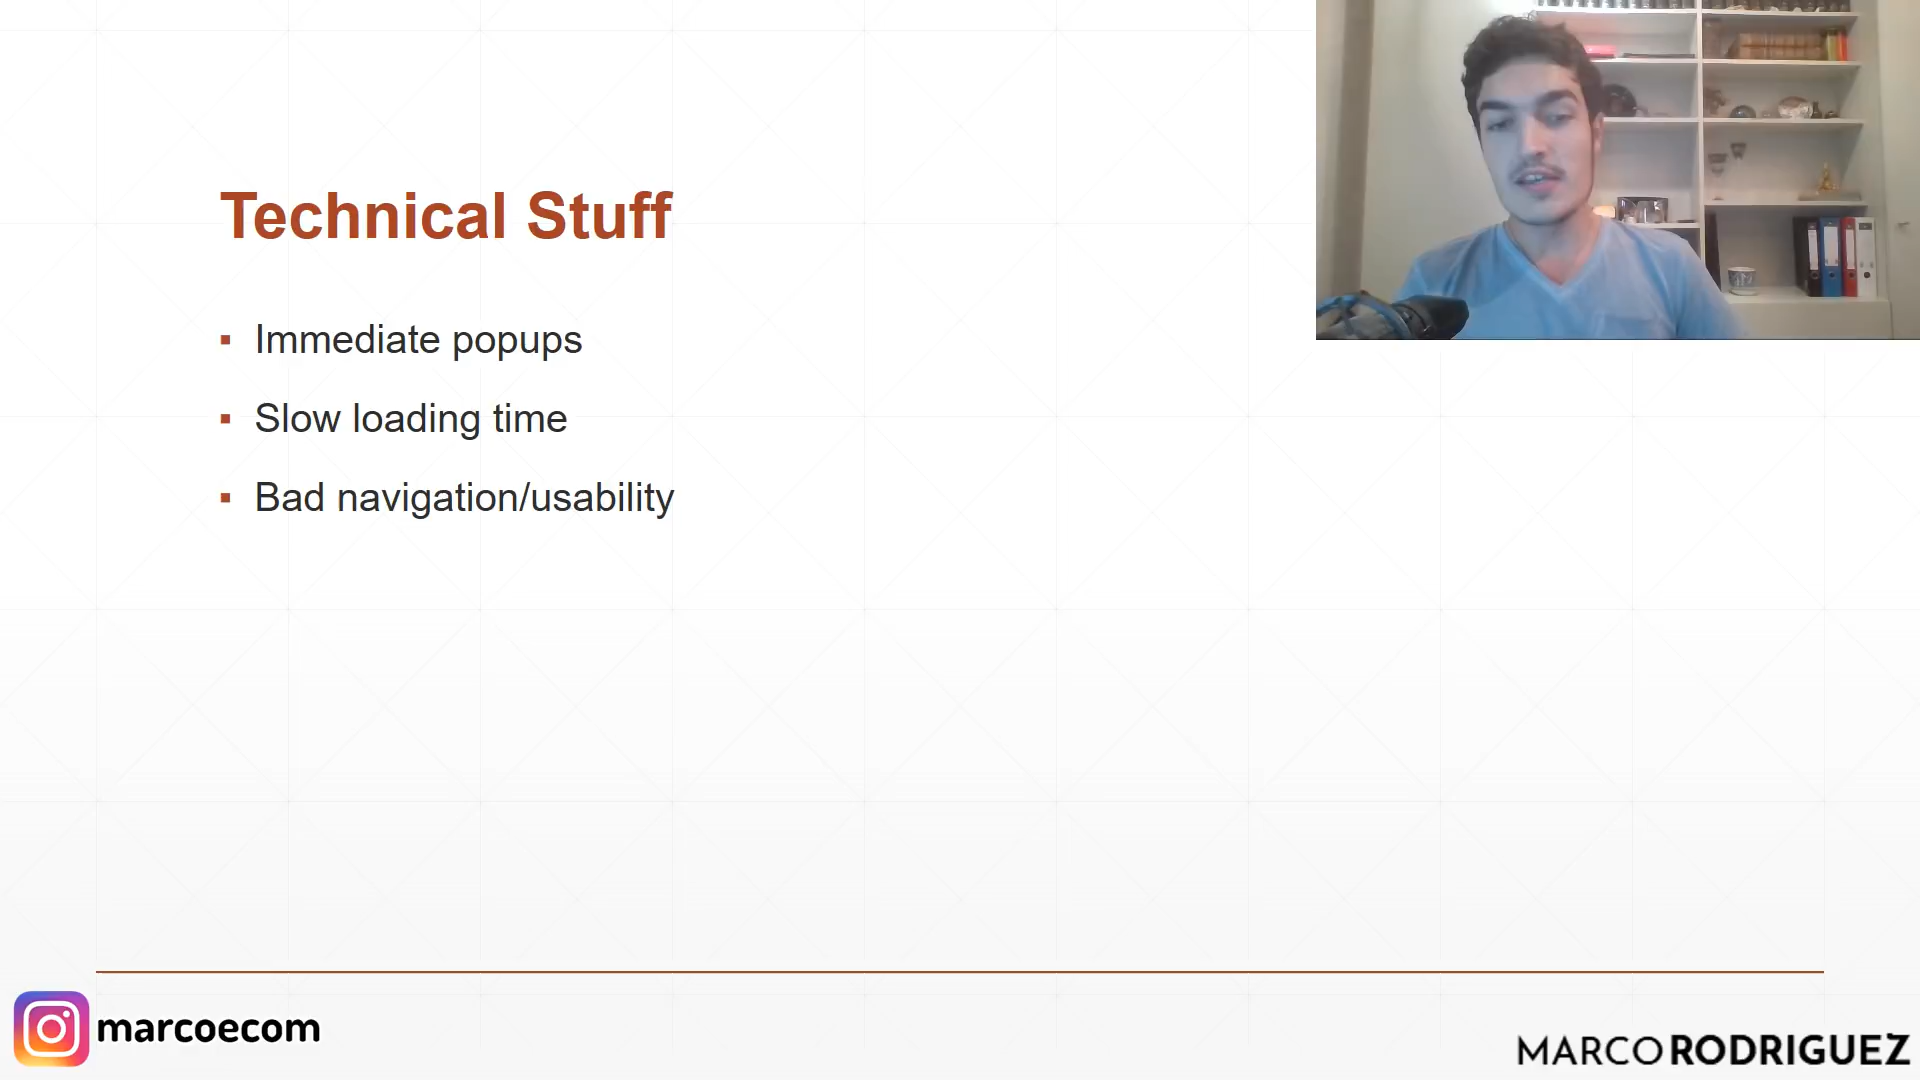 Technical Stuff
Immediate popups
Slow loading time
Bad navigation/usability
marcoecom
MARCO RODRIGUEZ